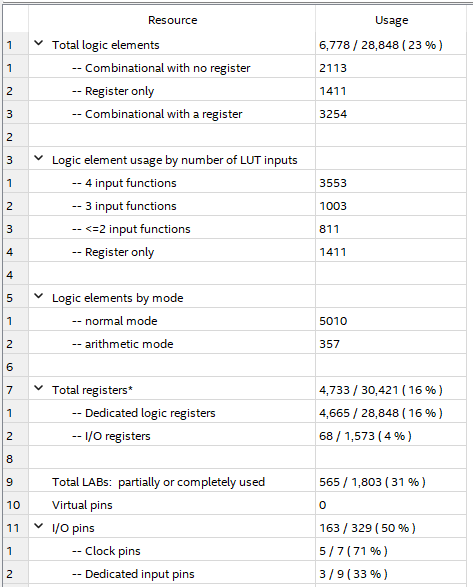 Resource Usage
1 Total logic elements 6,778 / 28,848 ( 23 % )
1 -- Combinational with no register 2113
2 -- Register only 1411
3 -- Combinational with a register 3254
2
3 Logic element usage by number of LUT inputs
1 -- 4 input functions 3553
2 -- 3 input functions 1003
3 -- <=2 input functions 811
4 -- Register only 1411
4
5 Logic elements by mode
1 -- normal mode 5010
2 -- arithmetic mode 357
6
7 Total registers* 4,733 / 30,421 ( 16 % )
1 -- Dedicated logic registers 4,665 / 28,848 ( 16 % )
2 -- I/O registers 68 / 1,573 ( 4 % )
8
9 Total LABs: partially or completely used 565 / 1,803 ( 31 % )
10 Virtual pins 0
11 I/O pins 163 / 329 ( 50 % )
1 -- Clock pins 5 / 7 ( 71 % )
2 -- Dedicated input pins 3 / 9 ( 33 % )